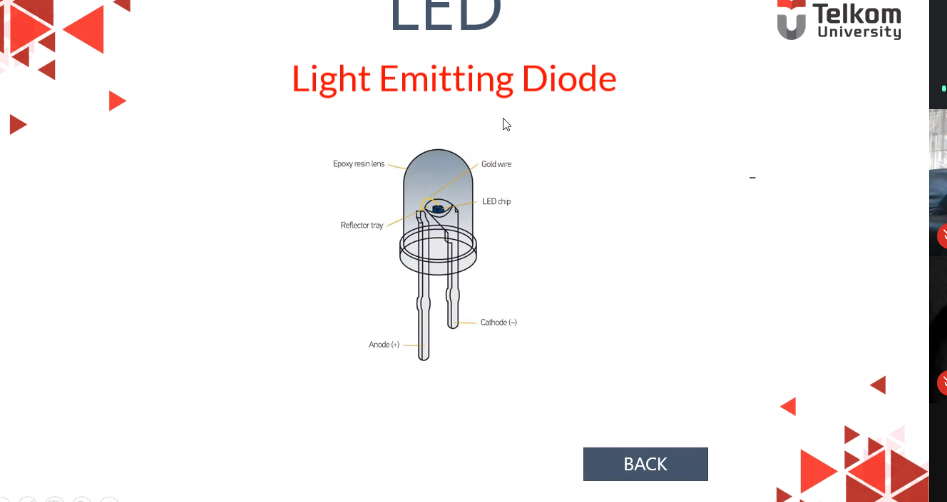 LED
Telkom
University
Light Emitting Diode
Epoxy resin lens
Gold wire
LED chip
Reflector tray
Cathode (–)
Anode (+)
BACK